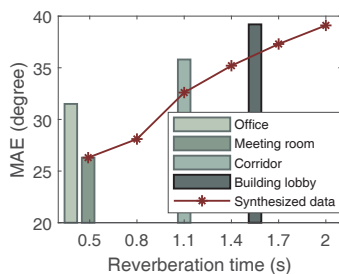 40
35
30
25
20
MAE (degree)
Office
Meeting room
Corridor
Building lobby
Synthesized data
0.5 0.8 1.1 1.4 1.7 2
Reverberation time (s)